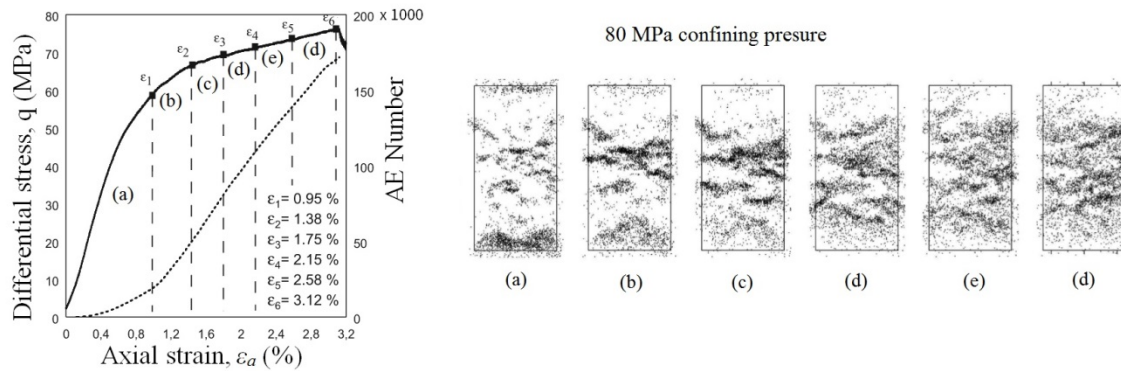 80 MPa confining presure
Differential stress, q (MPa)
80
70
60
50
40
30
20
10
0
ε1
ε2
ε3
ε4
ε5
ε6
(a)
(b)
(c)
(d)
(e)
(d)
200 x 1000
150
100
50
0
AE Number
ε1= 0.95 %
ε2= 1.38 %
ε3= 1.75 %
ε4= 2.15 %
ε5= 2.58 %
ε6= 3.12 %
0 0,4 0,8 1,2 1,6 2,0 2,4 2,8 3,2
Axial strain, εa (%)
(a) (b) (c) (d) (e) (d)